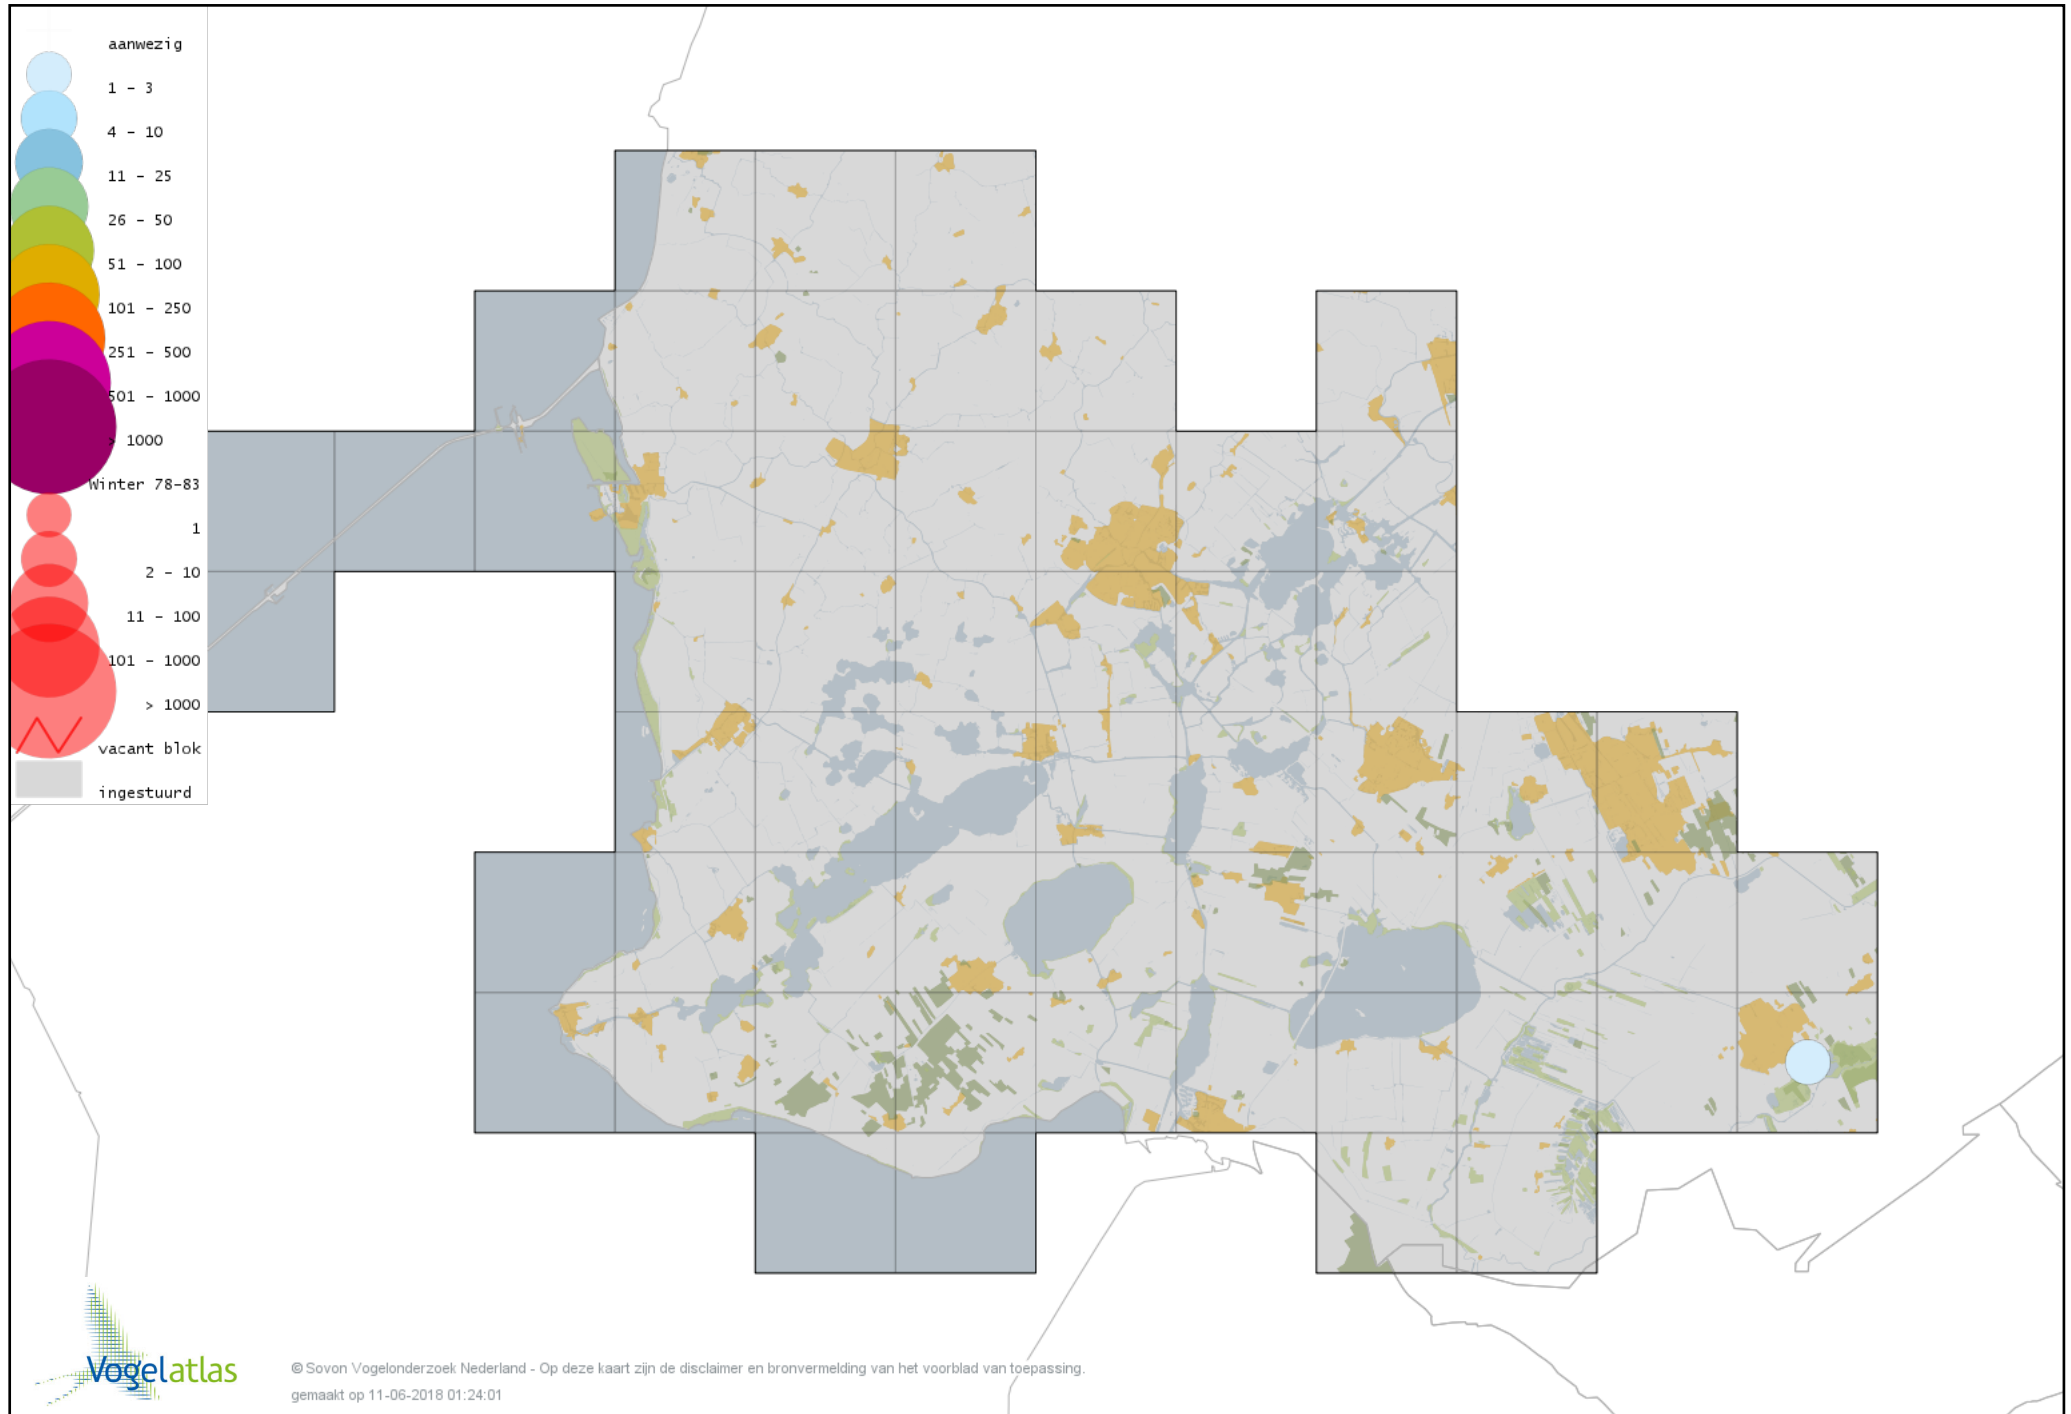 aanwezig
1 – 3
4 – 10
11 – 25
26 – 50
51 – 100
101 – 250
251 – 500
501 – 1000
> 1000
Winter 78-83
1
2 – 10
11 – 100
101 – 1000
> 1000
vacant blok
ingestuurd
Vogelatlas
© Sovon Vogelonderzoek Nederland - Op deze kaart zijn de disclaimer en bronvermelding van het voorblad van toepassing.
gemaakt op 11-06-2018 01:24:01